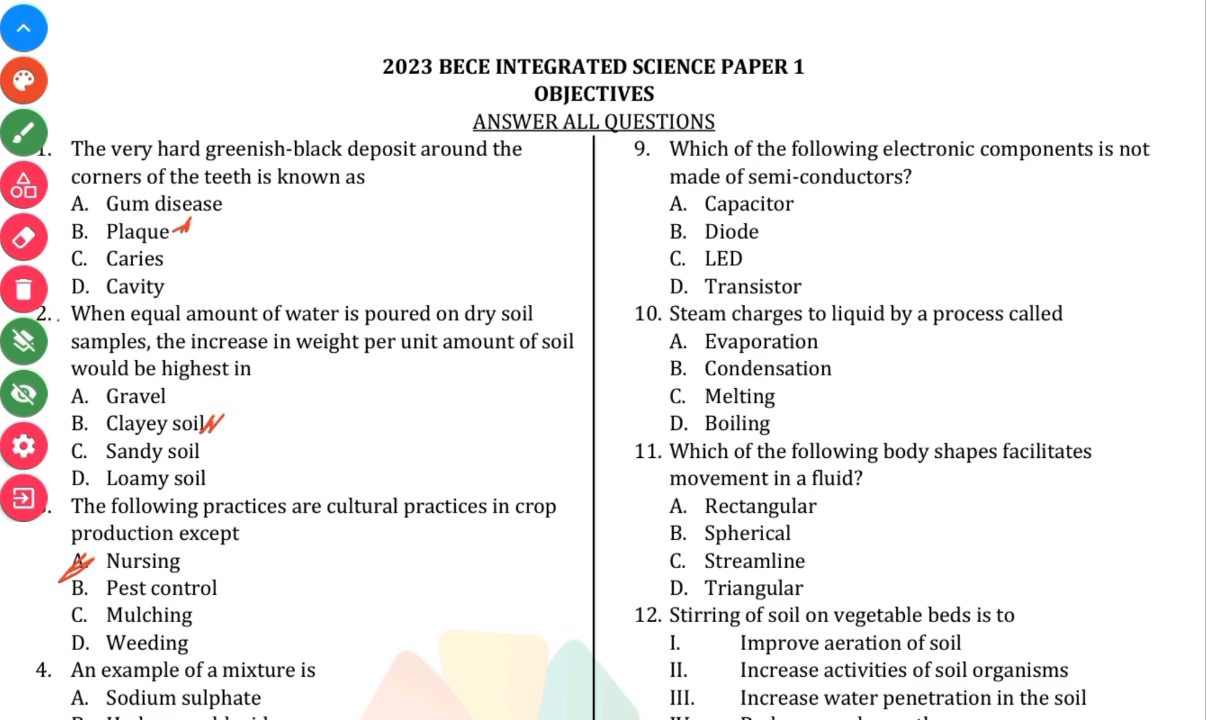 2023 BECE INTEGRATED SCIENCE PAPER 1
OBJECTIVES
ANSWER ALL QUESTIONS
1. The very hard greenish-black deposit around the
corners of the teeth is known as
A. Gum disease
B. Plaque
C. Caries
D. Cavity
2. When equal amount of water is poured on dry soil
samples, the increase in weight per unit amount of soil
would be highest in
A. Gravel
B. Clayey soil
C. Sandy soil
D. Loamy soil
The following practices are cultural practices in crop
production except
A. Nursing
B. Pest control
C. Mulching
D. Weeding
4. An example of a mixture is
A. Sodium sulphate
9. Which of the following electronic components is not
made of semi-conductors?
A. Capacitor
B. Diode
C. LED
D. Transistor
10. Steam charges to liquid by a process called
A. Evaporation
B. Condensation
C. Melting
D. Boiling
11. Which of the following body shapes facilitates
movement in a fluid?
A. Rectangular
B. Spherical
C. Streamline
D. Triangular
12. Stirring of soil on vegetable beds is to
I. Improve aeration of soil
II. Increase activities of soil organisms
III. Increase water penetration in the soil